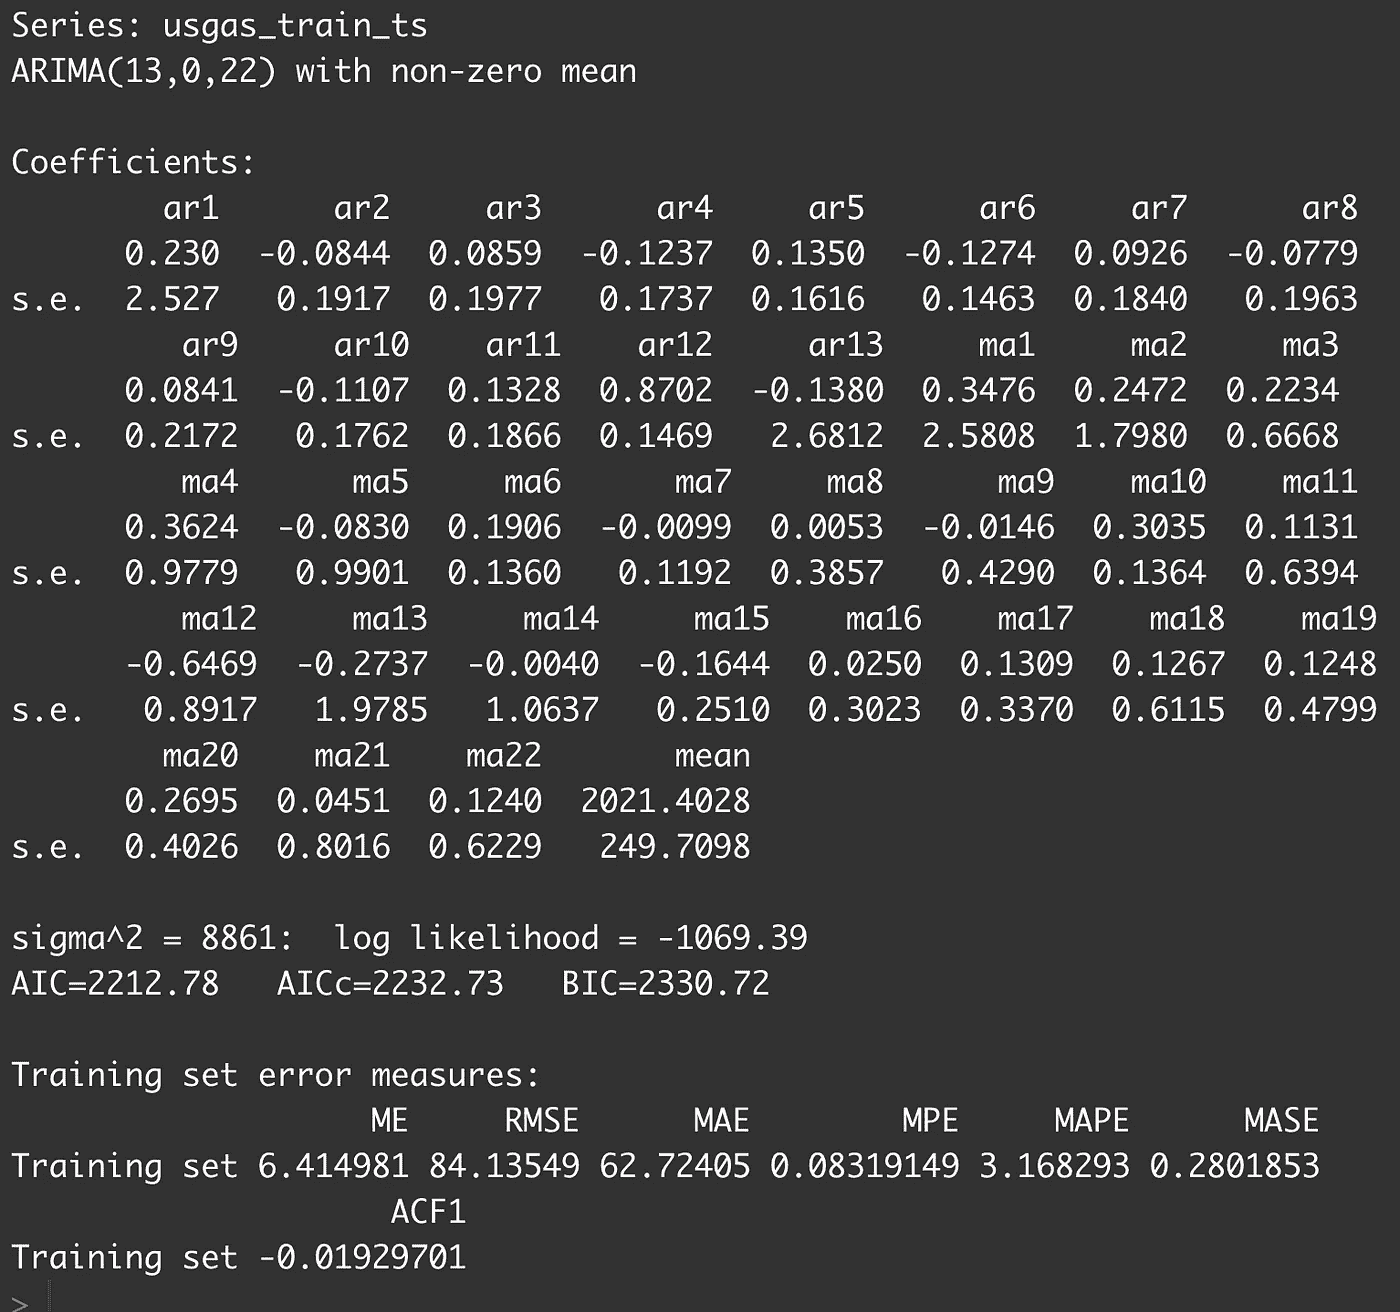 Series: usgas_train_ts
ARIMA(13,0,22) with non-zero mean

Coefficients:
        ar1      ar2     ar3      ar4     ar5      ar6     ar7      ar8
      0.230  -0.0844  0.0859  -0.1237  0.1350  -0.1274  0.0926  -0.0779
s.e.  2.527   0.1917  0.1977   0.1737  0.1616   0.1463  0.1840   0.1963
         ar9     ar10    ar11    ar12     ar13     ma1     ma2     ma3
      0.0841  -0.1107  0.1328  0.8702  -0.1380  0.3476  0.2472  0.2234
s.e.  0.2172   0.1762  0.1866  0.1469   2.6812  2.5808  1.7980  0.6668
         ma4      ma5     ma6      ma7     ma8      ma9    ma10    ma11
      0.3624  -0.0830  0.1906  -0.0099  0.0053  -0.0146  0.3035  0.1131
s.e.  0.9779   0.9901  0.1360   0.1192  0.3857   0.4290  0.1364  0.6394
         ma12     ma13     ma14     ma15    ma16    ma17    ma18    ma19
      -0.6469  -0.2737  -0.0040  -0.1644  0.0250  0.1309  0.1267  0.1248
s.e.   0.8917   1.9785   1.0637   0.2510  0.3023  0.3370  0.6115  0.4799
        ma20    ma21    ma22       mean
      0.2695  0.0451  0.1240  2021.4028
s.e.  0.4026  0.8016  0.6229   249.7098

sigma^2 = 8861:  log likelihood = -1069.39
AIC=2212.78   AICc=2232.73   BIC=2330.72

Training set error measures:
                   ME     RMSE      MAE        MPE     MAPE      MASE
Training set 6.414981 84.13549 62.72405 0.08319149 3.168293 0.2801853
                    ACF1
Training set -0.01929701
>